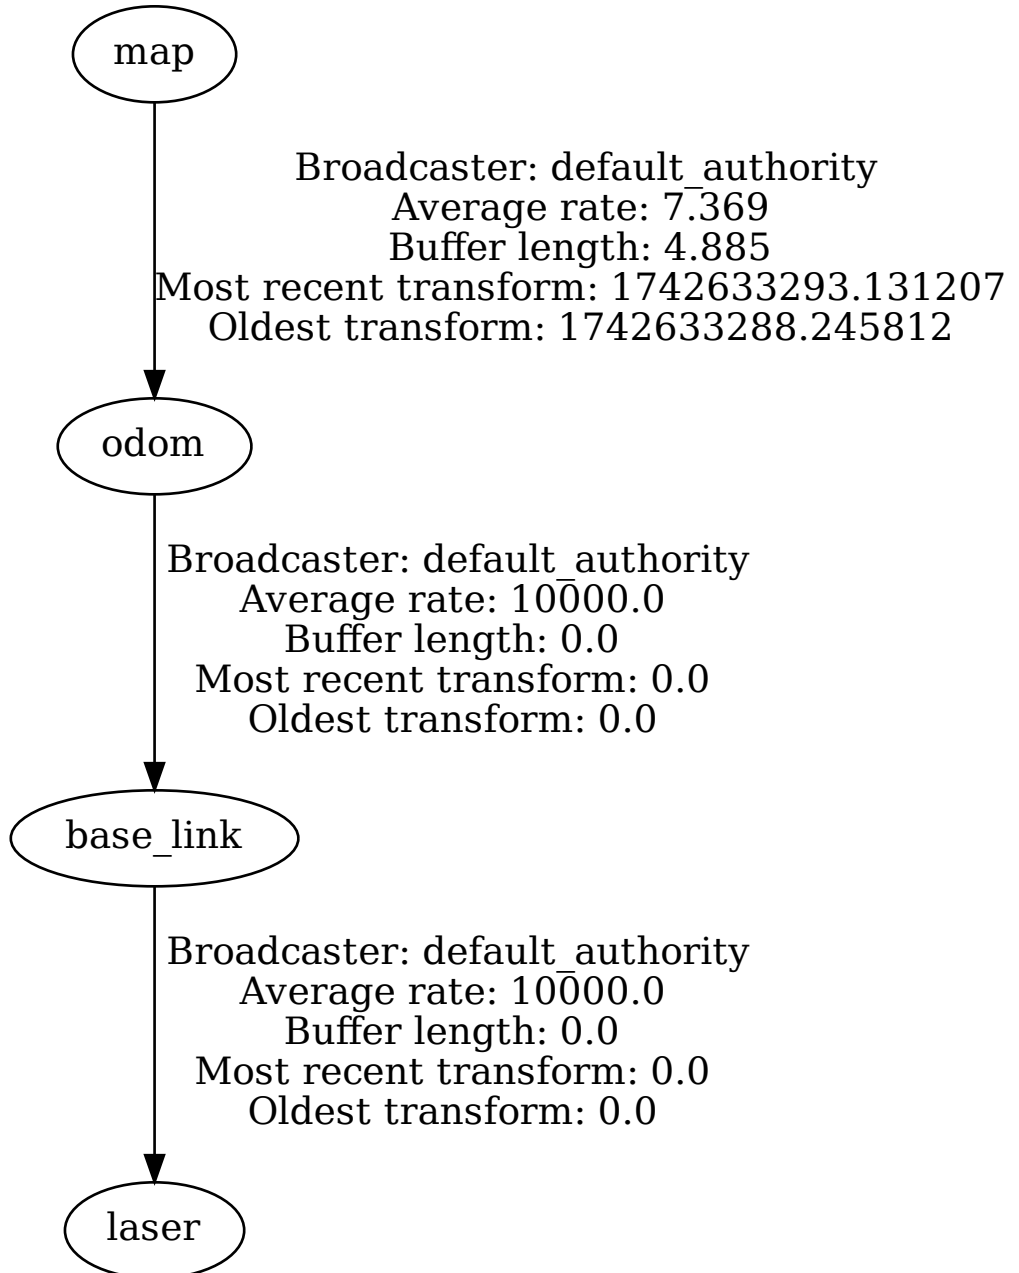 map
Broadcaster: default_authority
Average rate: 7.369
Buffer length: 4.885
Most recent transform: 1742633293.131207
Oldest transform: 1742633288.245812
odom
Broadcaster: default_authority
Average rate: 10000.0
Buffer length: 0.0
Most recent transform: 0.0
Oldest transform: 0.0
base_link
Broadcaster: default_authority
Average rate: 10000.0
Buffer length: 0.0
Most recent transform: 0.0
Oldest transform: 0.0
laser